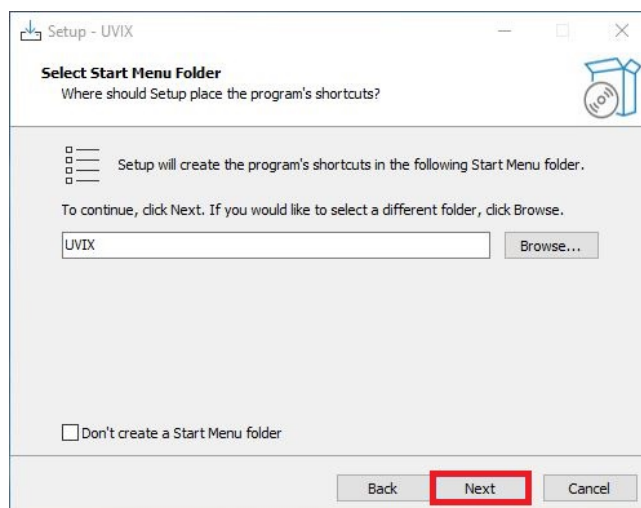 Setup - UVIX
Select Start Menu Folder
Where should Setup place the program's shortcuts?
Setup will create the program's shortcuts in the following Start Menu folder.
To continue, click Next. If you would like to select a different folder, click Browse.
UVIX
Browse...
Don't create a Start Menu folder
Back
Next
Cancel